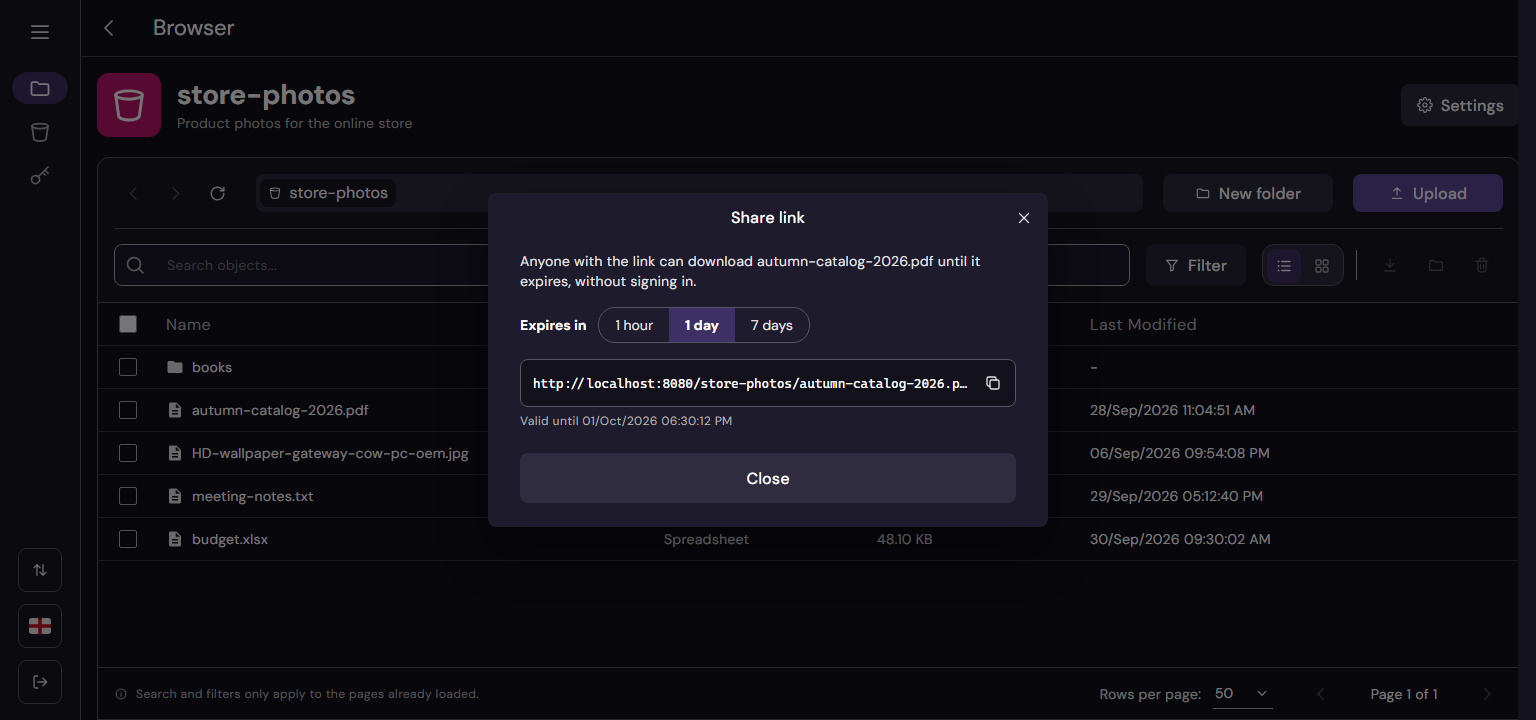 Browser
store-photos
Product photos for the online store
Settings
store-photos
New folder
Upload
Share link
Anyone with the link can download autumn-catalog-2026.pdf until it
expires, without signing in.
Search objects...
Filter
Expires in
1 hour
1 day
7 days
Name
Last Modified
http://localhost:8080/store-photos/autumn-catalog-2026.p…
Valid until 01/Oct/2026 06:30:12 PM
Close
books
-
autumn-catalog-2026.pdf
28/Sep/2026 11:04:51 AM
HD-wallpaper-gateway-cow-pc-oem.jpg
06/Sep/2026 09:54:08 PM
meeting-notes.txt
29/Sep/2026 05:12:40 PM
budget.xlsx
Spreadsheet
48.10 KB
30/Sep/2026 09:30:02 AM
Search and filters only apply to the pages already loaded.
Rows per page:
50
Page 1 of 1